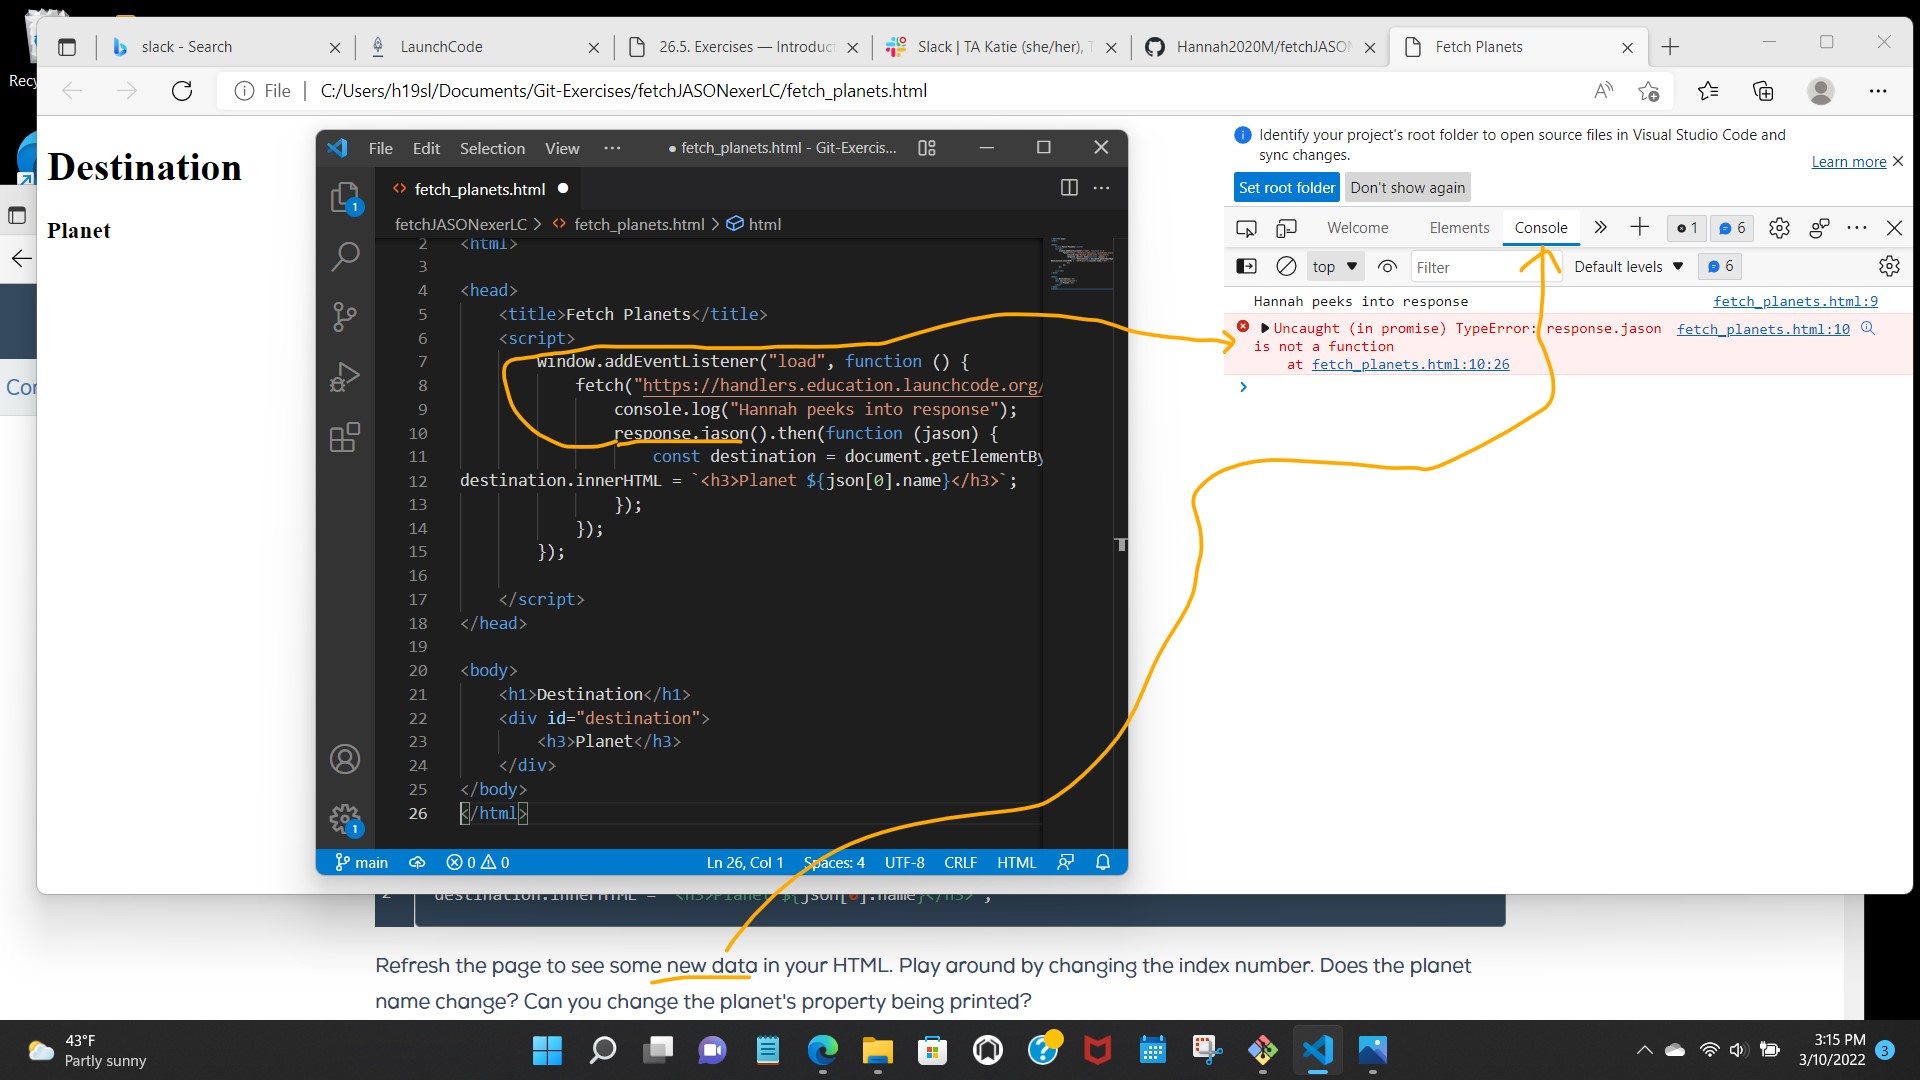 Recy
slack - Search
LaunchCode
26.5. Exercises — Introduc
Slack | TA Katie (she/her), T
Hannah2020M/fetchJASON
Fetch Planets
File | C:/Users/h19sl/Documents/Git-Exercises/fetchJASONexerLC/fetch_planets.html
Destination
Planet
Cor
File Edit Selection View ··· ● fetch_planets.html - Git-Exercis...
<> fetch_planets.html ●
1
fetchJASONexerLC > <> fetch_planets.html > html
2 <html>
3
4 <head>
5 <title>Fetch Planets</title>
6 <script>
7 window.addEventListener("load", function () {
8 fetch("https://handlers.education.launchcode.org/
9 console.log("Hannah peeks into response");
10 response.jason().then(function (jason) {
11 const destination = document.getElementBy
12 destination.innerHTML = `<h3>Planet ${json[0].name}</h3>`;
13 });
14 });
15 });
16
17 </script>
18 </head>
19
20 <body>
21 <h1>Destination</h1>
22 <div id="destination">
23 <h3>Planet</h3>
24 </div>
25 </body>
26 </html>
1
main 0 0 Ln 26, Col 1 Spaces: 4 UTF-8 CRLF HTML
Identify your project's root folder to open source files in Visual Studio Code and
sync changes.
Learn more
Set root folder Don't show again
Welcome Elements Console 1 6
top Filter Default levels 6
Hannah peeks into response fetch_planets.html:9
Uncaught (in promise) TypeError: response.jason fetch_planets.html:10
is not a function
at fetch_planets.html:10:26
2 destination.innerHTML = `<h3>Planet ${json[0].name}</h3>`;
Refresh the page to see some new data in your HTML. Play around by changing the index number. Does the planet
name change? Can you change the planet's property being printed?
43°F
Partly sunny
3:15 PM
3/10/2022
3